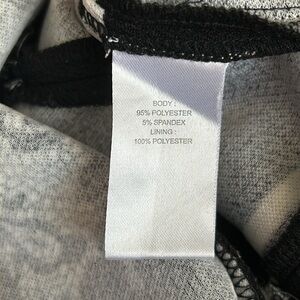 BODY :
95% POLYESTER
5% SPANDEX
LINING :
100% POLYESTER